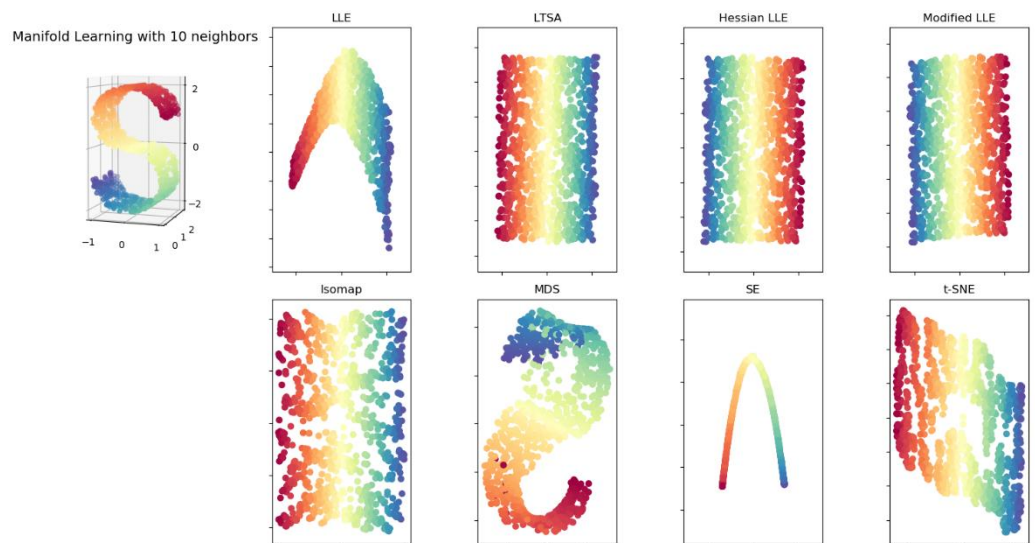 LLE
LTSA
Hessian LLE
Modified LLE
Manifold Learning with 10 neighbors
2
0
−2
−1
0
1
0
2
Isomap
MDS
SE
t-SNE